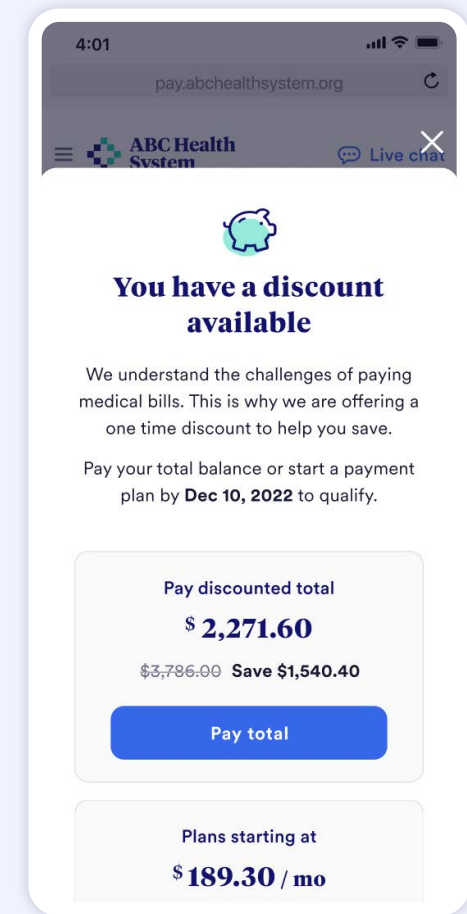 4:01
pay.abchealthsystem.org
ABC Health
System
Live chat
You have a discount
available
We understand the challenges of paying
medical bills. This is why we are offering a
one time discount to help you save.
Pay your total balance or start a payment
plan by Dec 10, 2022 to qualify.
Pay discounted total
$2,271.60
$3,786.00 Save $1,540.40
Pay total
Plans starting at
$189.30 / mo